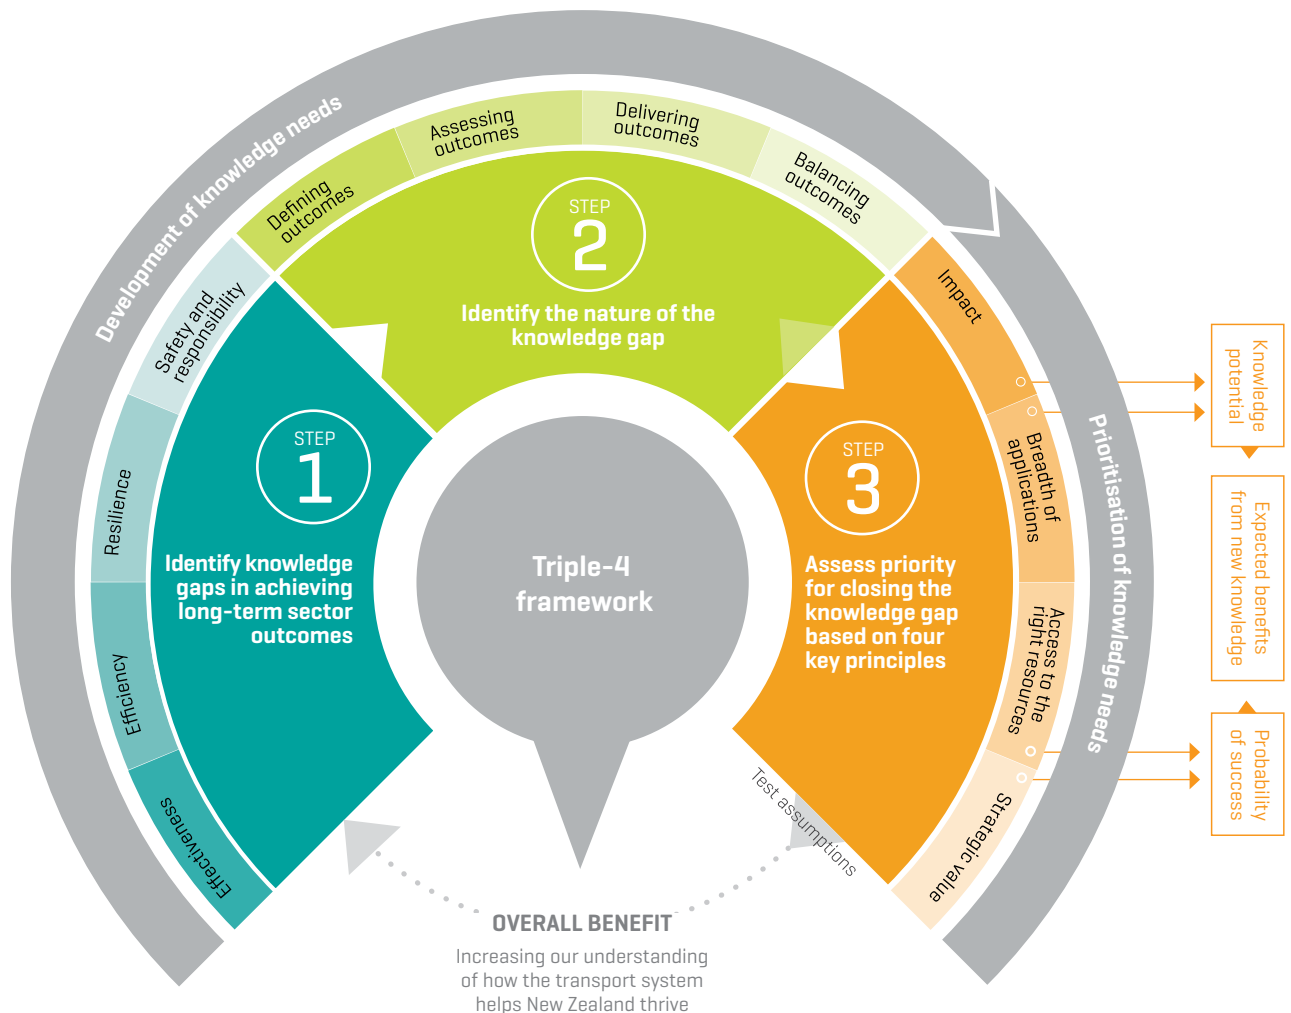 Development of knowledge needs
Defining
outcomes
Assessing
outcomes
Delivering
outcomes
Balancing
outcomes
STEP
2
Identify the nature of the
knowledge gap
Safety and
responsibility
Resilience
Efficiency
Effectiveness
STEP
1
Identify knowledge
gaps in achieving
long-term sector
outcomes
Triple-4
framework
STEP
3
Assess priority
for closing the
knowledge gap
based on four
key principles
Impact
Breadth of
applications
Access to the
right resources
Strategic value
Prioritisation of knowledge needs
Knowledge
potential
Expected benefits
from new knowledge
Probability
of success
Test assumptions
OVERALL BENEFIT
Increasing our understanding
of how the transport system
helps New Zealand thrive